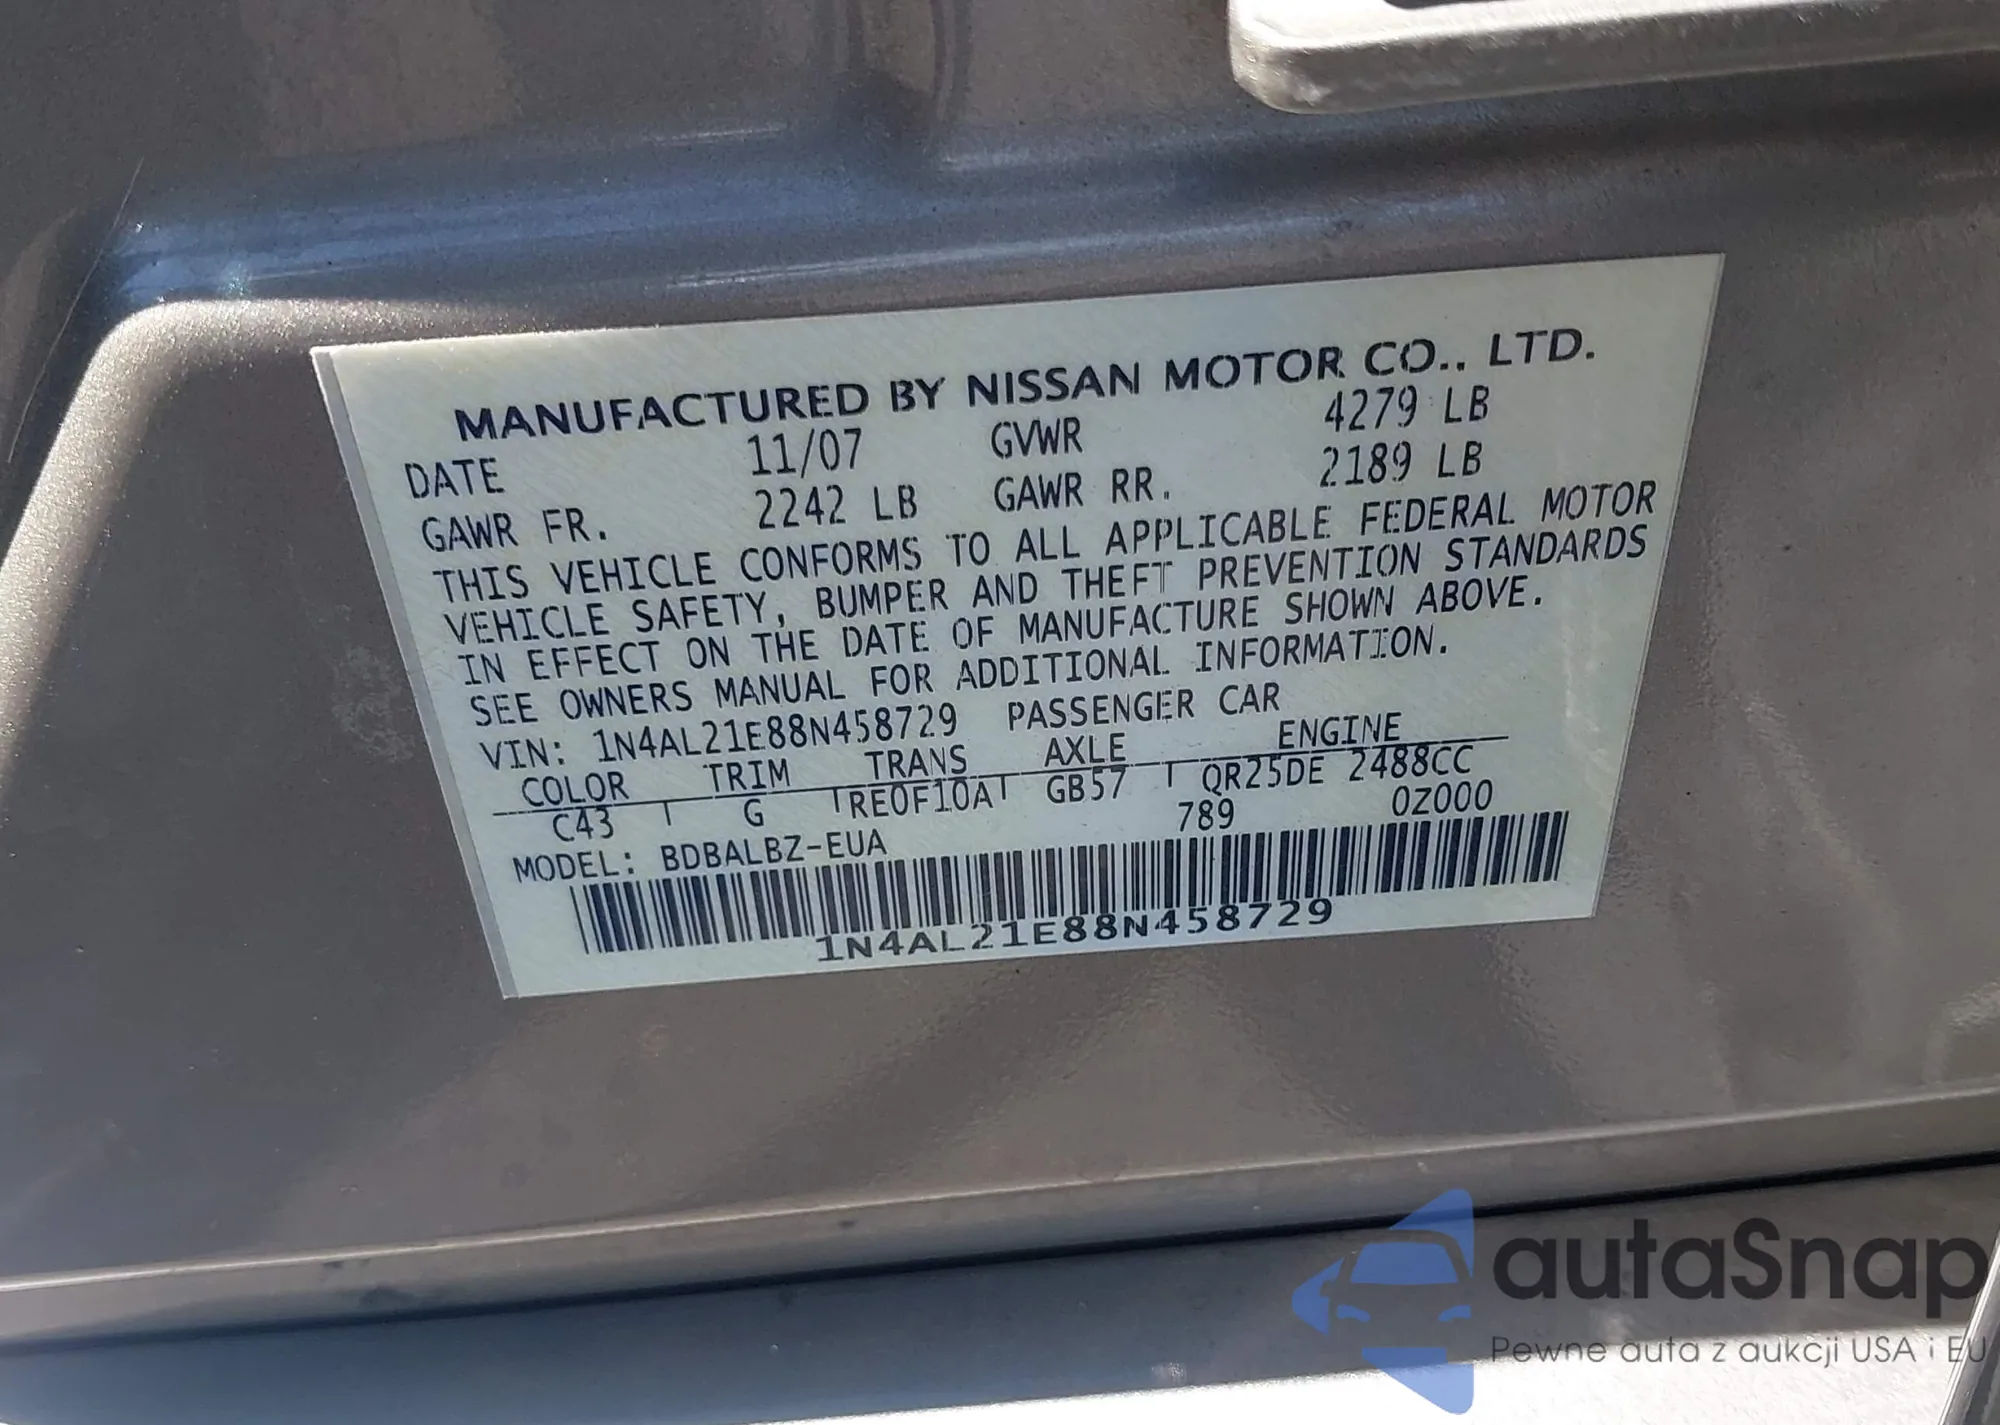 MANUFACTURED BY NISSAN MOTOR CO., LTD.
DATE 11/07 GVWR 4279 LB
GAWR FR. 2242 LB GAWR RR. 2189 LB
THIS VEHICLE CONFORMS TO ALL APPLICABLE FEDERAL MOTOR
VEHICLE SAFETY, BUMPER AND THEFT PREVENTION STANDARDS
IN EFFECT ON THE DATE OF MANUFACTURE SHOWN ABOVE.
SEE OWNERS MANUAL FOR ADDITIONAL INFORMATION.
VIN: 1N4AL21E88N458729 PASSENGER CAR
COLOR TRIM TRANS AXLE ENGINE
C43 G RE0F10A GB57 QR25DE 2488CC
MODEL: BDBALBZ-EUA 789 0Z000
1N4AL21E88N458729
autaSnap
Pewne auta z aukcji USA i EU